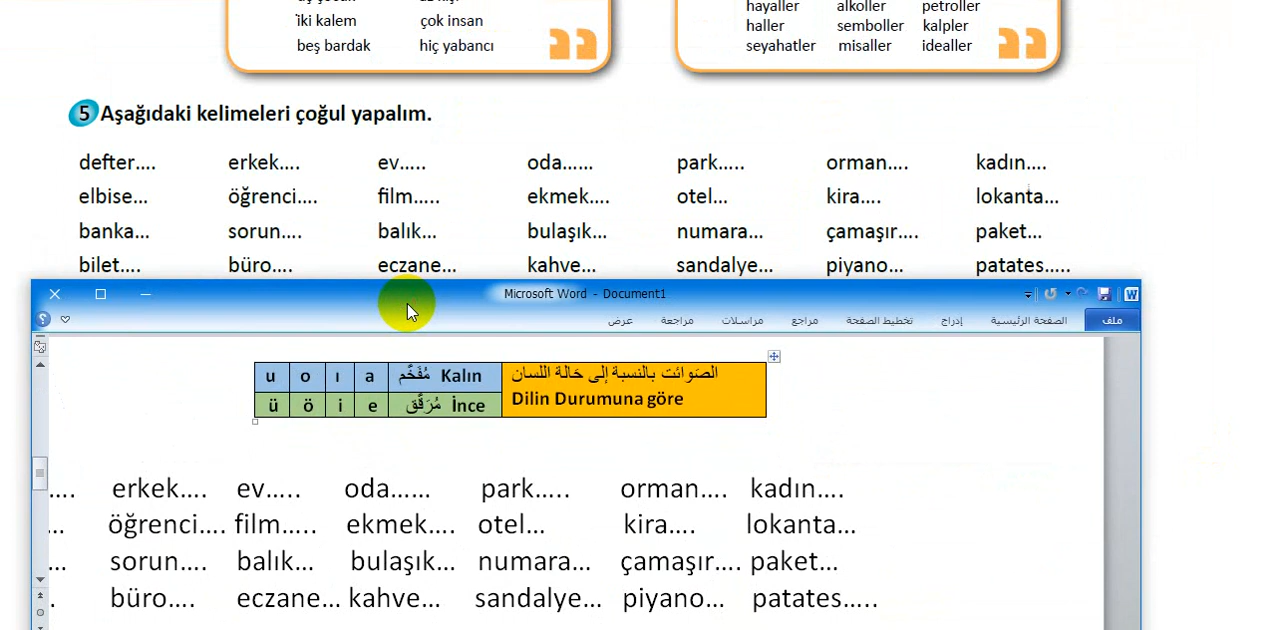 iki kalem çok insan
beş bardak hiç yabancı
hayaller alkoller petroller
haller semboller kalpler
seyahatler misaller idealler
5 Aşağıdaki kelimeleri çoğul yapalım.
defter.... erkek.... ev..... oda...... park..... orman.... kadın....
elbise... öğrenci.... film..... ekmek.... otel... kira.... lokanta...
banka... sorun.... balık... bulaşık... numara... çamaşır.... paket...
bilet.... büro.... eczane... kahve... sandalye... piyano... patates.....
Microsoft Word - Document1
ملف الصفحة الرئيسية إدراج تخطيط الصفحة مراجع مراسلات مراجعة عرض
u o ı a مُفَخَّم Kalın
ü ö i e مُرَقَّق İnce
الصَوائت بالنسبة إلى حَالة اللّسان
Dilin Durumuna göre
.... erkek.... ev..... oda...... park..... orman.... kadın....
... öğrenci.... film..... ekmek.... otel... kira.... lokanta...
... sorun.... balık... bulaşık... numara... çamaşır.... paket...
. büro.... eczane... kahve... sandalye... piyano... patates.....